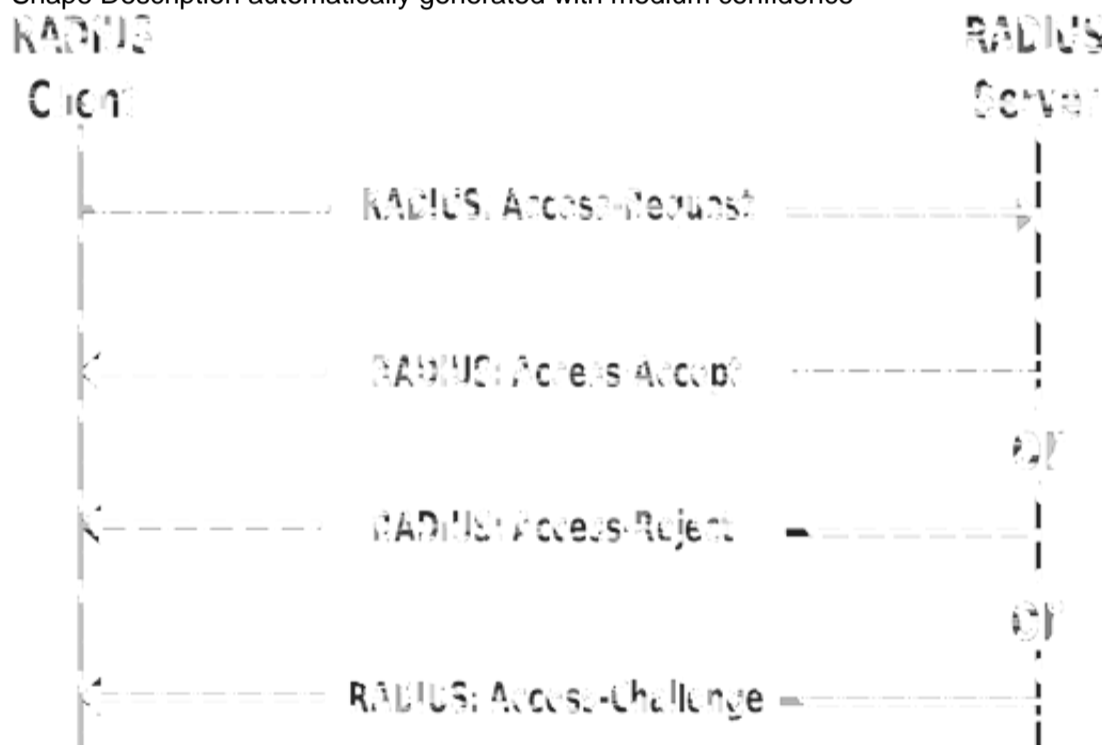 Shape Description automatically generated with medium confidence
RADIUS
Client
RADIUS
Server
RADIUS: Access-Request
RADIUS: Access-Accept
or
RADIUS: Access-Reject
or
RADIUS: Access-Challenge